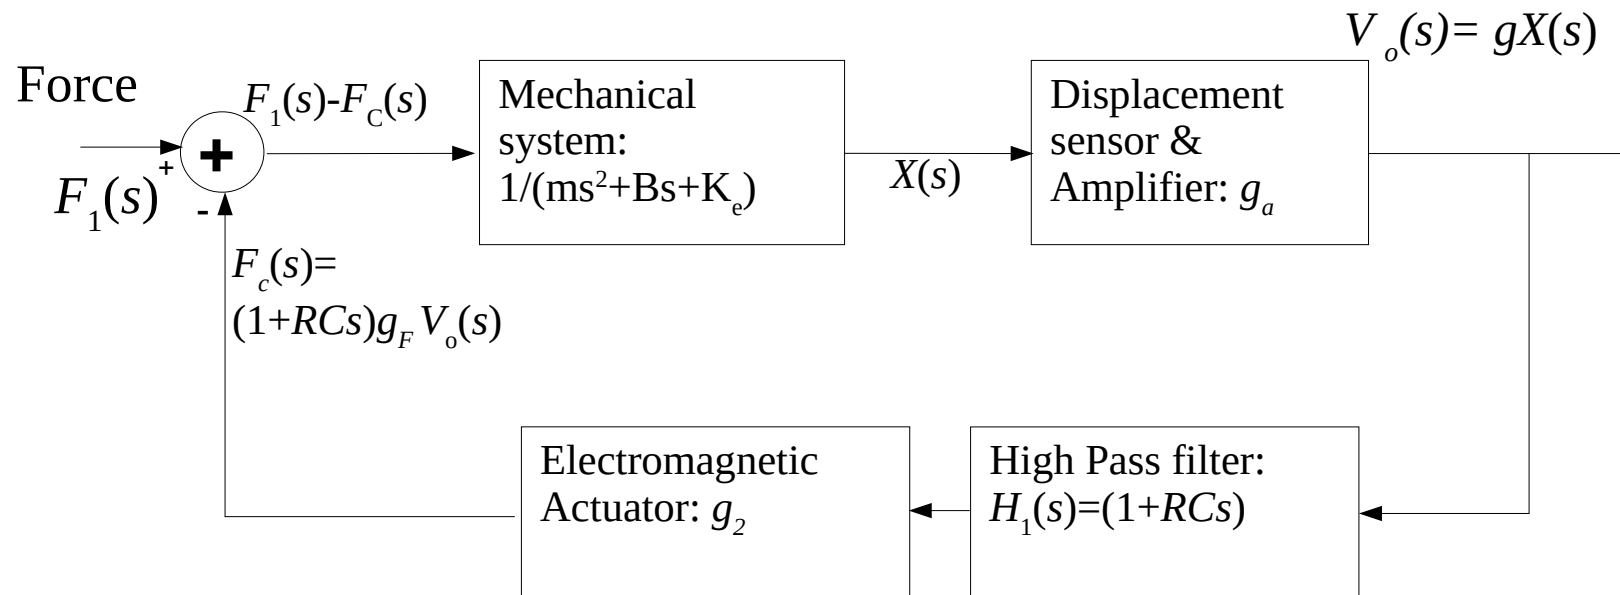 V_o(s)= gX(s)
Force
F_1(s)-F_C(s)
+
+
F_1(s)
-
Mechanical
system:
1/(ms²+Bs+K_e)
X(s)
Displacement
sensor &
Amplifier: g_a
F_c(s)=
(1+RCs)g_F V_o(s)
Electromagnetic
Actuator: g_2
High Pass filter:
H_1(s)=(1+RCs)